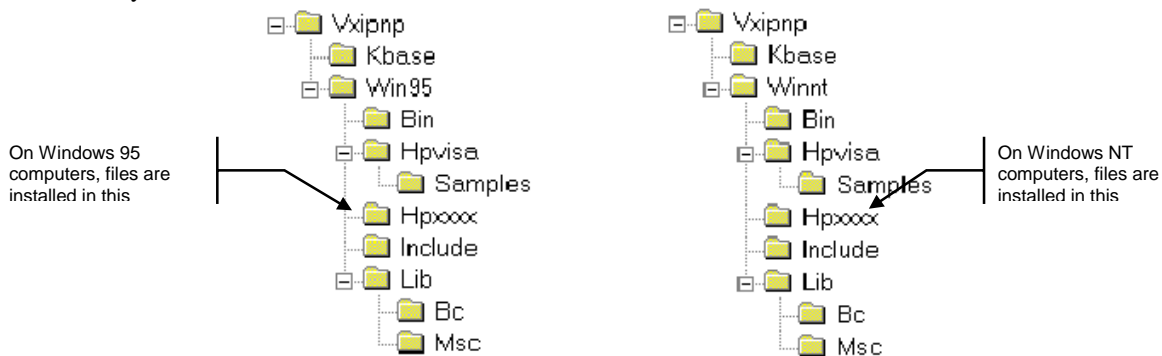 Vxipnp
Kbase
Win95
Bin
Hpvisa
Samples
Hpxxxx
Include
Lib
Bc
Msc
On Windows 95
computers, files are
installed in this
Vxipnp
Kbase
Winnt
Bin
Hpvisa
Samples
Hpxxxx
Include
Lib
Bc
Msc
On Windows NT
computers, files are
installed in this